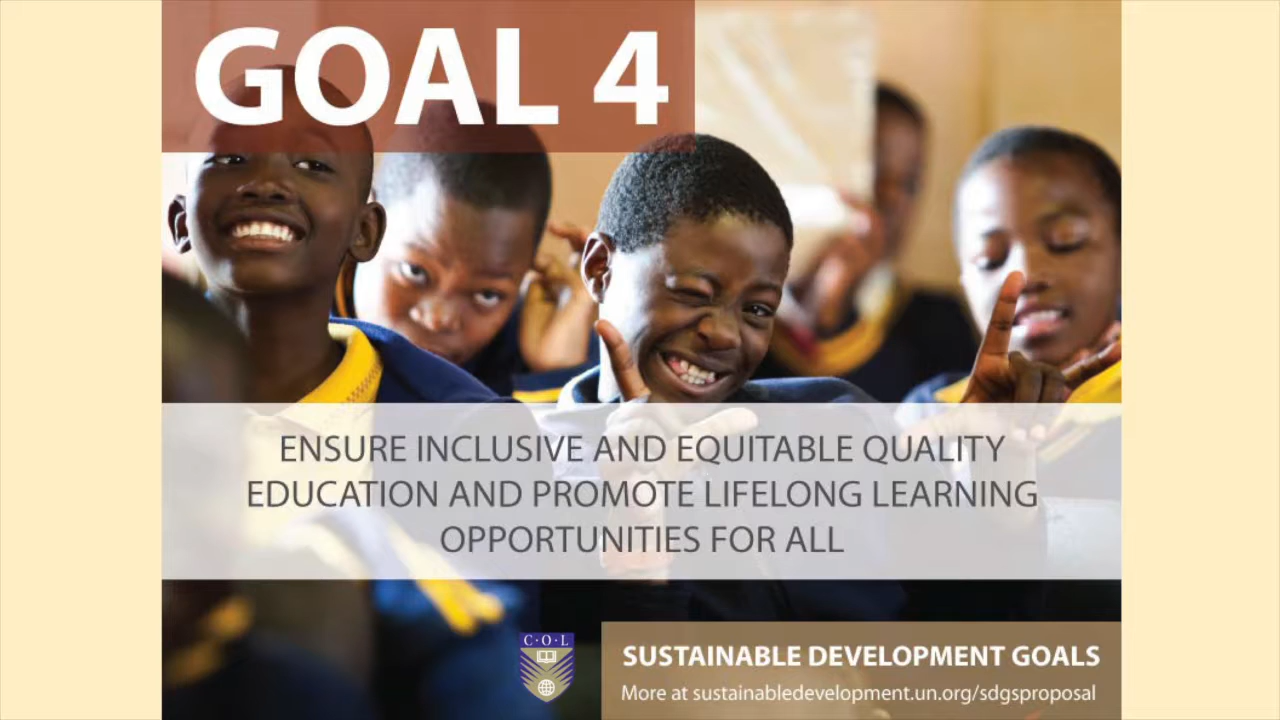 GOAL 4
ENSURE INCLUSIVE AND EQUITABLE QUALITY
EDUCATION AND PROMOTE LIFELONG LEARNING
OPPORTUNITIES FOR ALL
C·O·L
SUSTAINABLE DEVELOPMENT GOALS
More at sustainabledevelopment.un.org/sdgsproposal